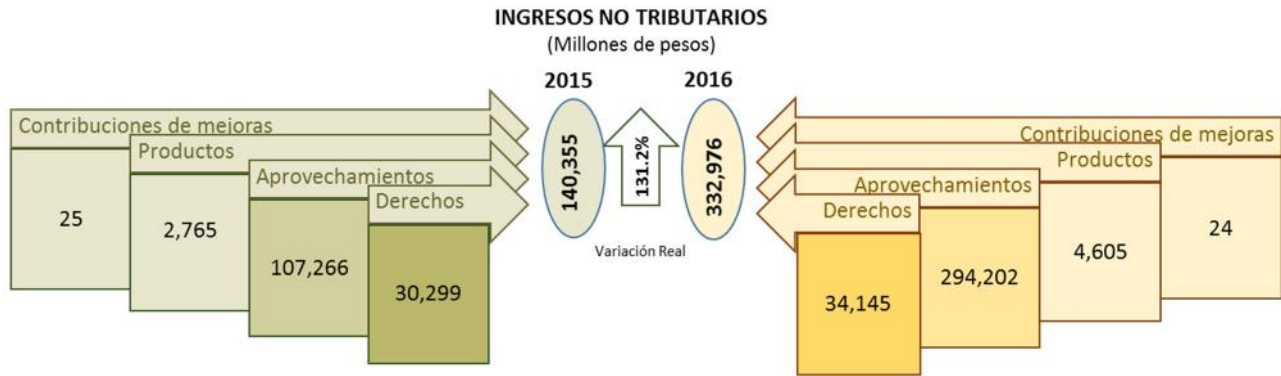 INGRESOS NO TRIBUTARIOS
(Millones de pesos)
2015
2016
Contribuciones de mejoras
Productos
Aprovechamientos
Derechos
25
2,765
107,266
30,299
140,355
131.2%
332,976
Variación Real
Contribuciones de mejoras
Productos
Aprovechamientos
Derechos
34,145
294,202
4,605
24